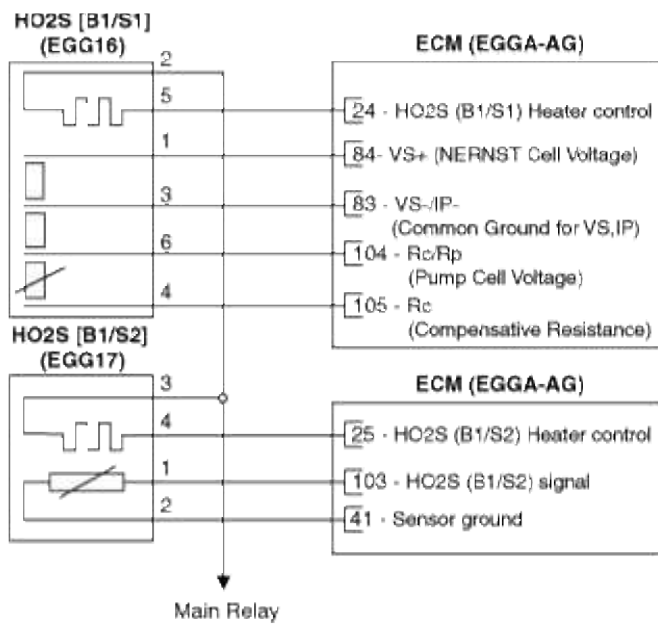 HO2S [B1/S1]
(EGG16)
ECM (EGGA-AG)
2
5
24 - HO2S (B1/S1) Heater control
1
84- VS+ (NERNST Cell Voltage)
3
83 - VS-/IP-
(Common Ground for VS,IP)
6
104 - Rc/Rp
(Pump Cell Voltage)
4
105 - Rc
(Compensative Resistance)
HO2S [B1/S2]
(EGG17)
ECM (EGGA-AG)
3
4
25 - HO2S (B1/S2) Heater control
1
103 - HO2S (B1/S2) signal
2
41 - Sensor ground
Main Relay